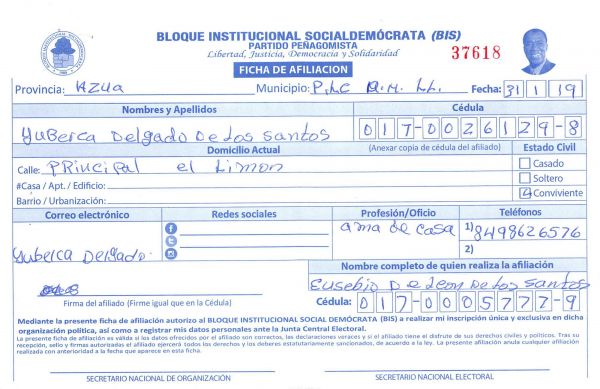 BLOQUE INSTITUCIONAL SOCIALDEMÓCRATA (BIS)
PARTIDO PEÑAGOMISTA
Libertad, Justicia, Democracia y Solidaridad
37618
FICHA DE AFILIACION
Provincia: Azua Municipio: P.LC D.M. LL. Fecha: 31 1 19
Nombres y Apellidos Cédula
Yuberca Delgado De Los Santos 017-0026129-8
Domicilio Actual (Anexar copia de cédula del afiliado) Estado Civil
Calle: Principal el Limon Casado
#Casa / Apt. / Edificio: Soltero
Barrio / Urbanización: Conviviente
Correo electrónico Redes sociales Profesión/Oficio Teléfonos
ama de casa 1) 8498626576
Yuberca Delgado. 2)
Nombre completo de quien realiza la afiliación
Eusebio De Leon De Los Santos
Firma del afiliado (Firme igual que en la Cédula) Cédula: 017-0005777-9
Mediante la presente ficha de afiliación autorizo al BLOQUE INSTITUCIONAL SOCIAL DEMÓCRATA (BIS) a realizar mi inscripción única y exclusiva en dicha
organización política, así como a registrar mis datos personales ante la Junta Central Electoral.
La presente ficha de afiliación es valida si los datos ofrecidos por el afiliado son correctos, las declaraciones veraces y si el afiliado tiene el disfrute de sus derechos civiles y políticos. Tras su
recepción, sello y firmas autorizadas el afiliado ejercerá todos los derechos y los deberes estatutariamente sancionados, de acuerdo a la ley. La presente afiliación anula cualquier afiliación
realizada con anterioridad a la fecha que aparece en esta ficha.
SECRETARIO NACIONAL DE ORGANIZACIÓN SECRETARIO NACIONAL ELECTORAL